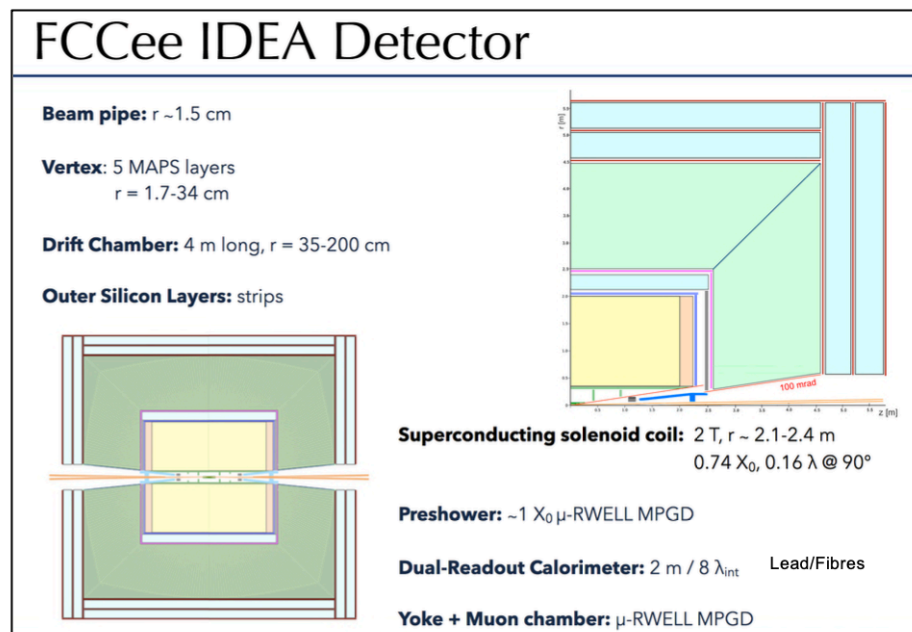 FCCee IDEA Detector
Beam pipe: r ~1.5 cm
Vertex: 5 MAPS layers
r = 1.7-34 cm
Drift Chamber: 4 m long, r = 35-200 cm
Outer Silicon Layers: strips
r [m]
100 mrad
z [m]
Superconducting solenoid coil: 2 T, r ~ 2.1-2.4 m
0.74 X₀, 0.16 λ @ 90°
Preshower: ~1 X₀ μ-RWELL MPGD
Dual-Readout Calorimeter: 2 m / 8 λint Lead/Fibres
Yoke + Muon chamber: μ-RWELL MPGD